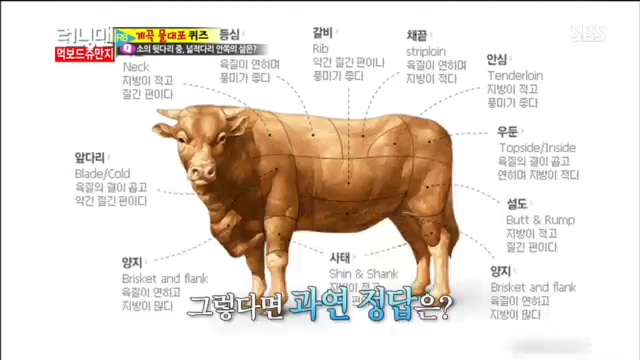 런닝맨
먹보드쥬만지
R8 계곡 물대포 퀴즈
Q 소의 뒷다리 중, 넓적다리 안쪽의 살은?
SBS
Neck
지방이 적고
질긴 편이다
등심
육질이 연하며
풍미가 좋다
갈비
Rib
약간 질긴 편이나
풍미가 좋다
채끝
striploin
육질이 연하며
지방이 적다
안심
Tenderloin
지방이 적고
풍미가 좋다
앞다리
Blade/Cold
육질의 결이 곱고
약간 질긴 편이다
우둔
Topside/Inside
육질의 결이 곱고
연하며 지방이 적다
설도
Butt & Rump
지방이 적고
질긴 편이다
양지
Brisket and flank
육질이 연하고
지방이 많다
사태
Shin & Shank
지방이 적고
편이다
양지
Brisket and flank
육질이 연하고
지방이 많다
그렇다면 과연 정답은?